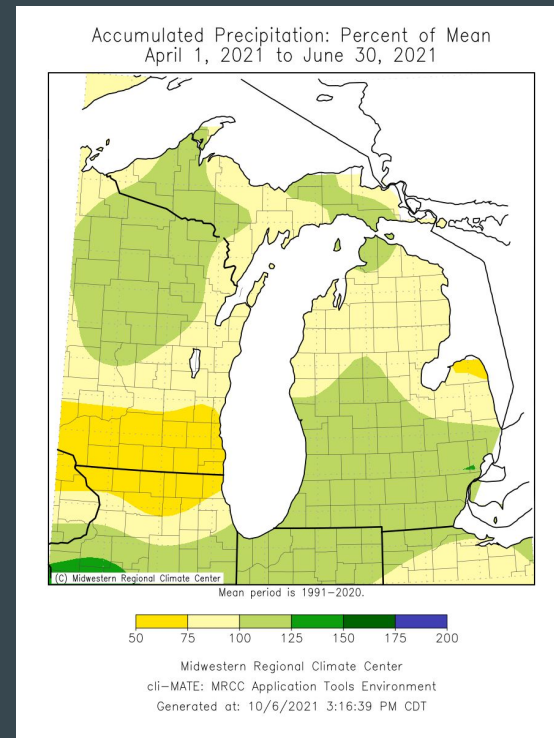 Accumulated Precipitation: Percent of Mean
April 1, 2021 to June 30, 2021
(C) Midwestern Regional Climate Center
Mean period is 1991-2020.
50 75 100 125 150 175 200
Midwestern Regional Climate Center
cli-MATE: MRCC Application Tools Environment
Generated at: 10/6/2021 3:16:39 PM CDT